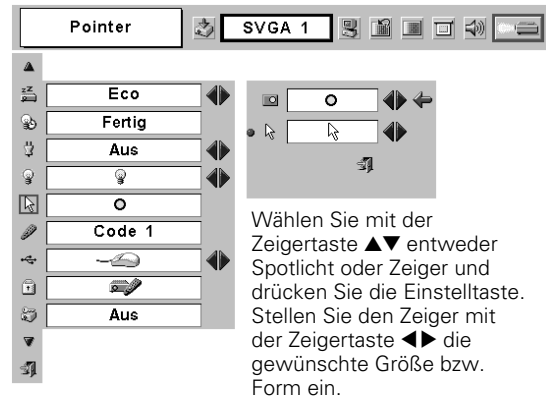 Pointer
SVGA 1
Eco
Fertig
Aus
Code 1
Aus
Wählen Sie mit der
Zeigertaste ▲▼ entweder
Spotlicht oder Zeiger und
drücken Sie die Einstelltaste.
Stellen Sie den Zeiger mit
der Zeigertaste ◀▶ die
gewünschte Größe bzw.
Form ein.